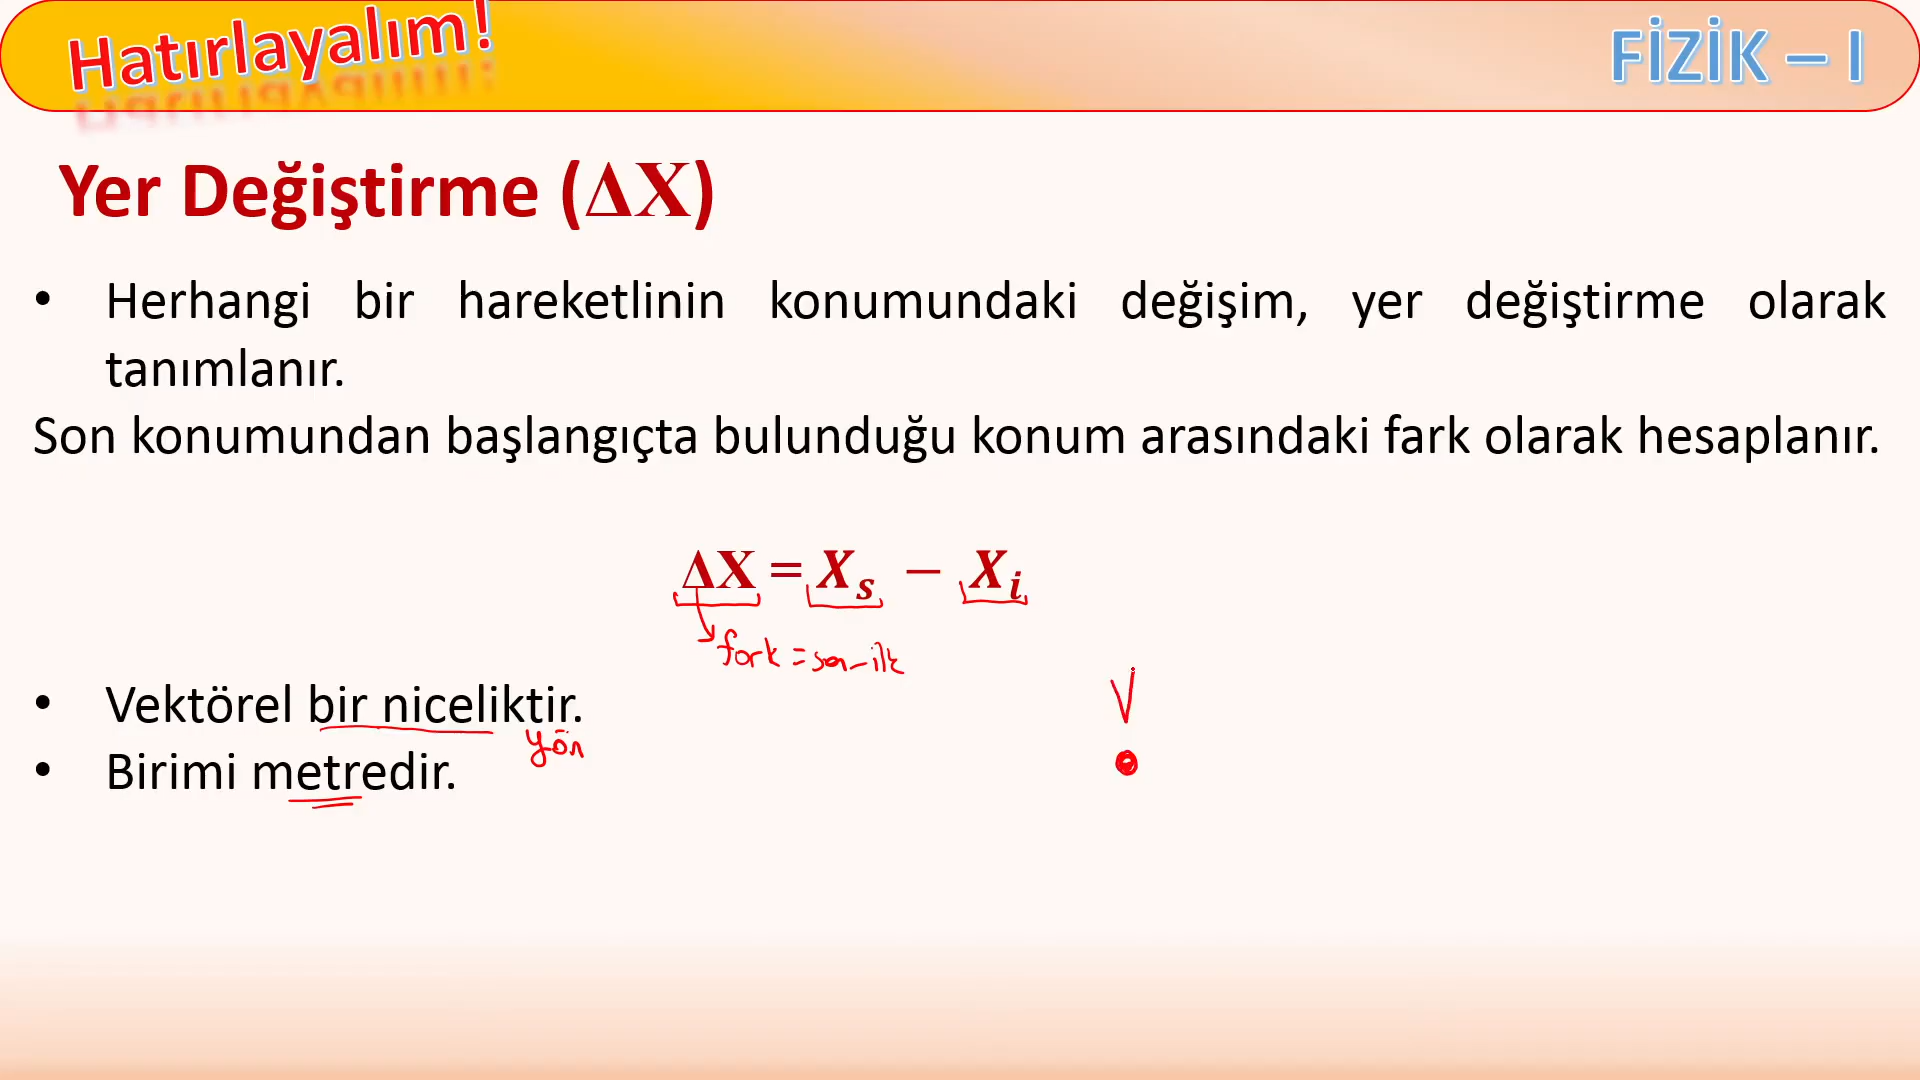 Hatırlayalım!
FİZİK – I
Yer Değiştirme (ΔX)
• Herhangi bir hareketlinin konumundaki değişim, yer değiştirme olarak
tanımlanır.
Son konumundan başlangıçta bulunduğu konum arasındaki fark olarak hesaplanır.
ΔX = Xₛ − Xᵢ
fark = son - ilk
• Vektörel bir niceliktir.
yön
• Birimi metredir.